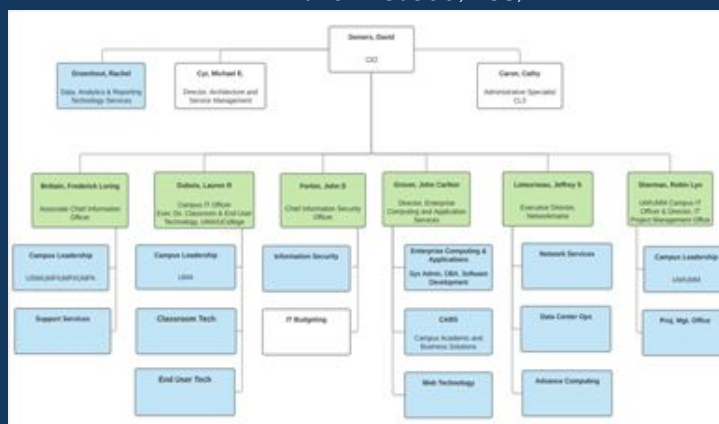 Demers, David
CIO
Groenhout, Rachel
Data, Analytics & Reporting
Technology Services
Cyr, Michael E.
Director, Architecture and
Service Management
Caron, Cathy
Administrative Specialist
CL3
Brittain, Frederick Loring
Associate Chief Information
Officer
Dubois, Lauren R
Campus IT Officer
Exec. Dir. Classroom & End User
Technology,
Forker, John D
Chief Information Security
Officer
Grover, John Carlton
Director, Enterprise
Computing and Application
Services
Letourneau, Jeffrey S
Executive Director,
Networkmaine
Sherman, Robin Lyn
UMF/UMM Campus IT
Officer & Director, IT
Project Management Office
Campus Leadership
Support Services
Campus Leadership
UMA
Classroom Tech
End User Tech
Information Security
IT Budgeting
Enterprise Computing &
Applications
Sys Admin, DBA, Software
Development
CABS
Campus Academic and
Business Solutions
Web Technology
Network Services
Data Center Ops
Advance Computing
Campus Leadership
UMF/UMM
Proj. Mgt. Office